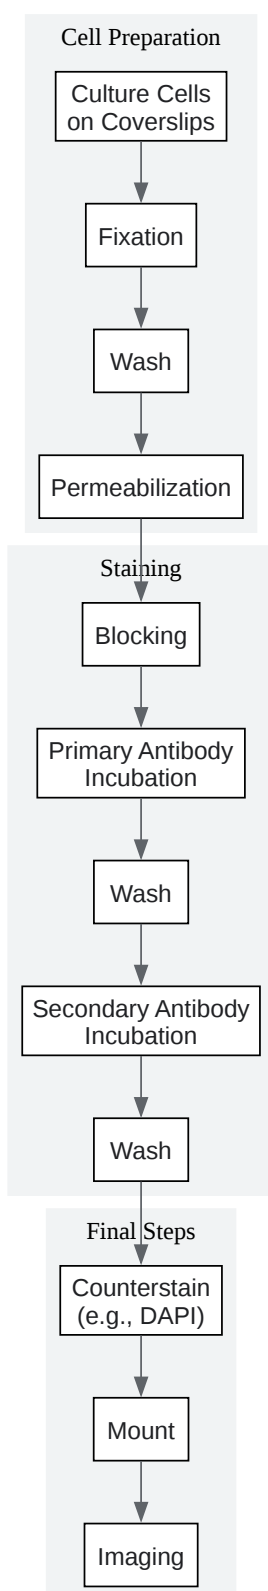 Cell Preparation
Culture Cells
on Coverslips
Fixation
Wash
Permeabilization
Staining
Blocking
Primary Antibody
Incubation
Wash
Secondary Antibody
Incubation
Wash
Final Steps
Counterstain
(e.g., DAPI)
Mount
Imaging